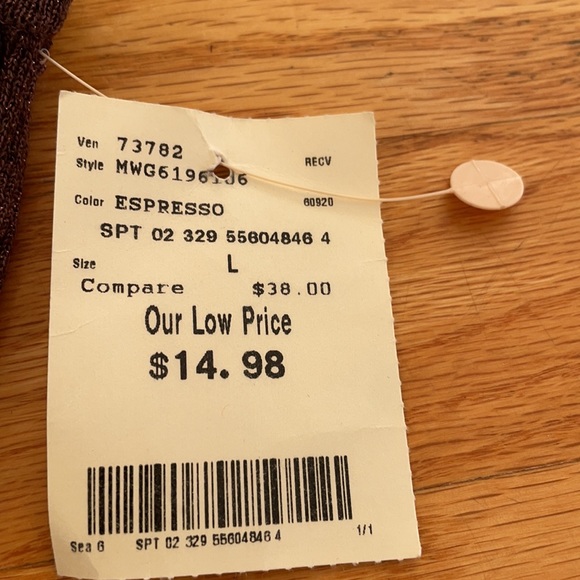 Ven 73782
Style RECV
Color ESPRESSO 60920
SPT 02 329 55604846 4
Size L
Compare $38.00
Our Low Price
$14.98
Sea 6 SPT 02 329 55604846 4 1/1